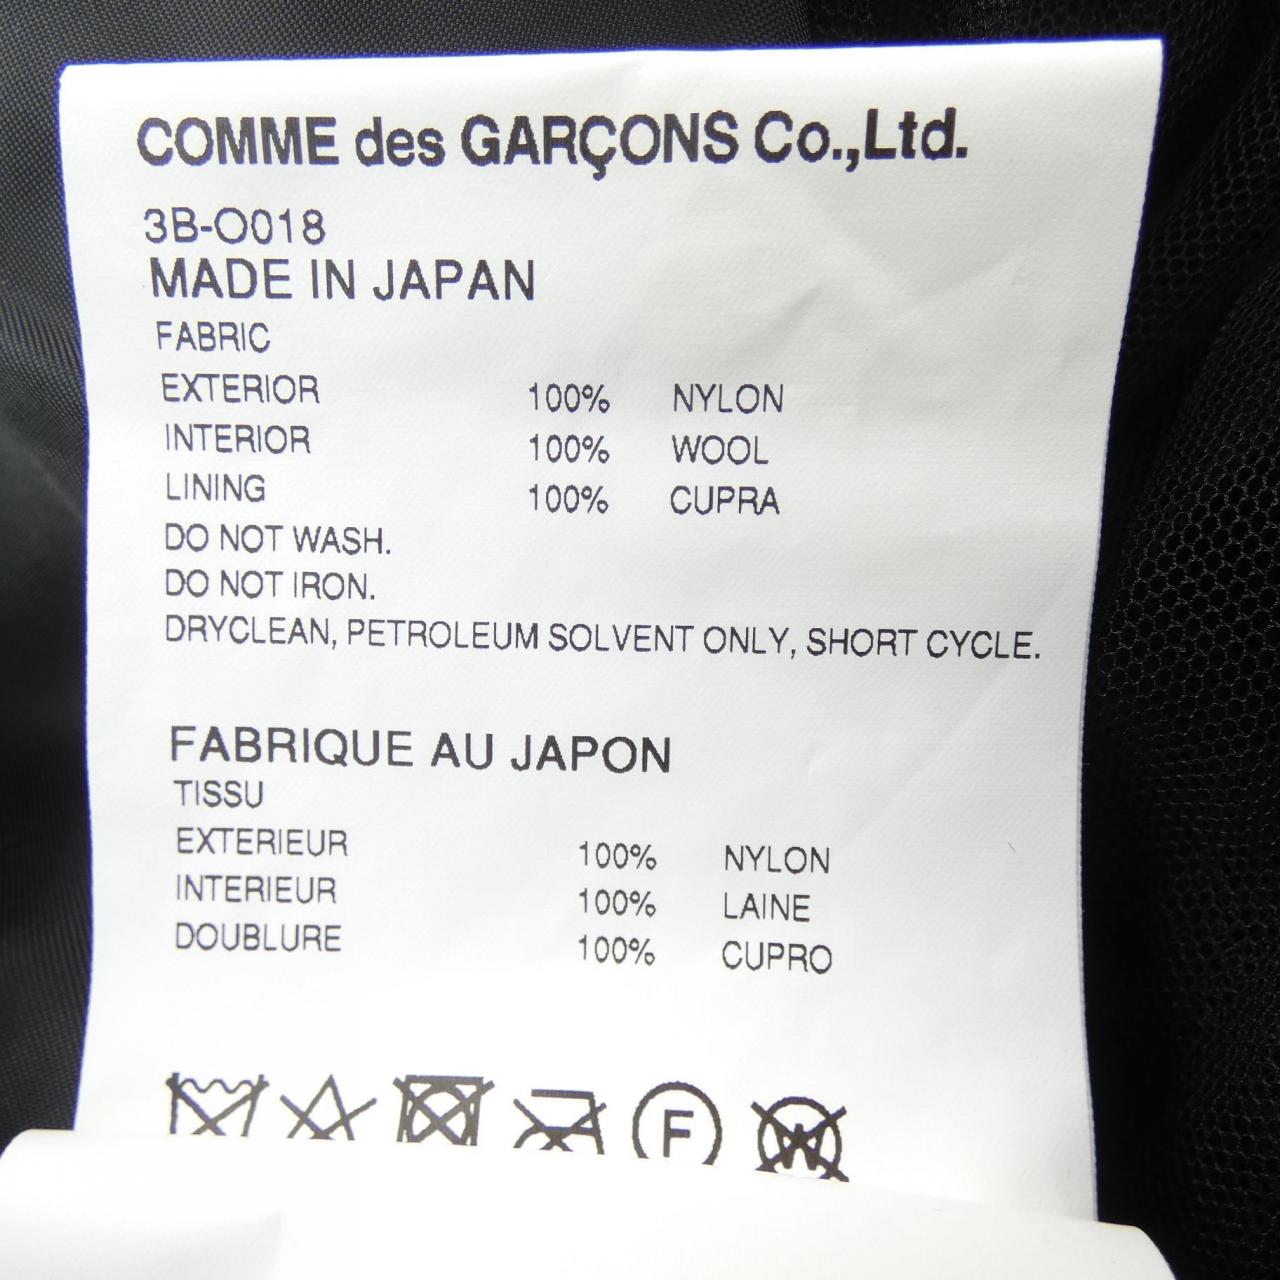 COMME des GARÇONS Co.,Ltd.
3B-O018
MADE IN JAPAN
FABRIC
EXTERIOR 100% NYLON
INTERIOR 100% WOOL
LINING 100% CUPRA
DO NOT WASH.
DO NOT IRON.
DRYCLEAN, PETROLEUM SOLVENT ONLY, SHORT CYCLE.
FABRIQUE AU JAPON
TISSU
EXTERIEUR 100% NYLON
INTERIEUR 100% LAINE
DOUBLURE 100% CUPRO
F W